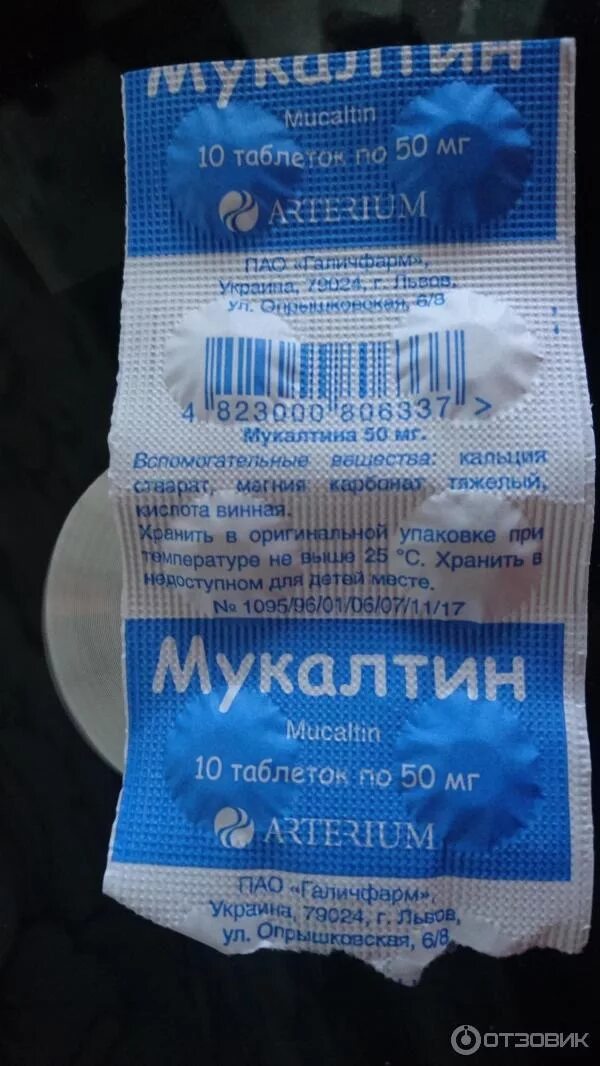 Мукалтин
Mucaltin
10 таблеток по 50 мг
ARTERIUM
ПАО «Галичфарм»,
Украина, 79024, г. Львов,
ул. Опрышковская, 6/8
4 823000 806337 >
Мукалтина 50 мг.
Вспомогательные вещества: кальция
стеарат, магния карбонат тяжелый,
кислота винная.
Хранить в оригинальной упаковке при
температуре не выше 25 °С. Хранить в
недоступном для детей месте.
№ 1095/96/01/06/07/11/17
Мукалтин
Mucaltin
10 таблеток по 50 мг
ARTERIUM
ПАО «Галичфарм»,
Украина, 79024, г. Львов,
ул. Опрышковская, 6/8
ОТЗОВИК